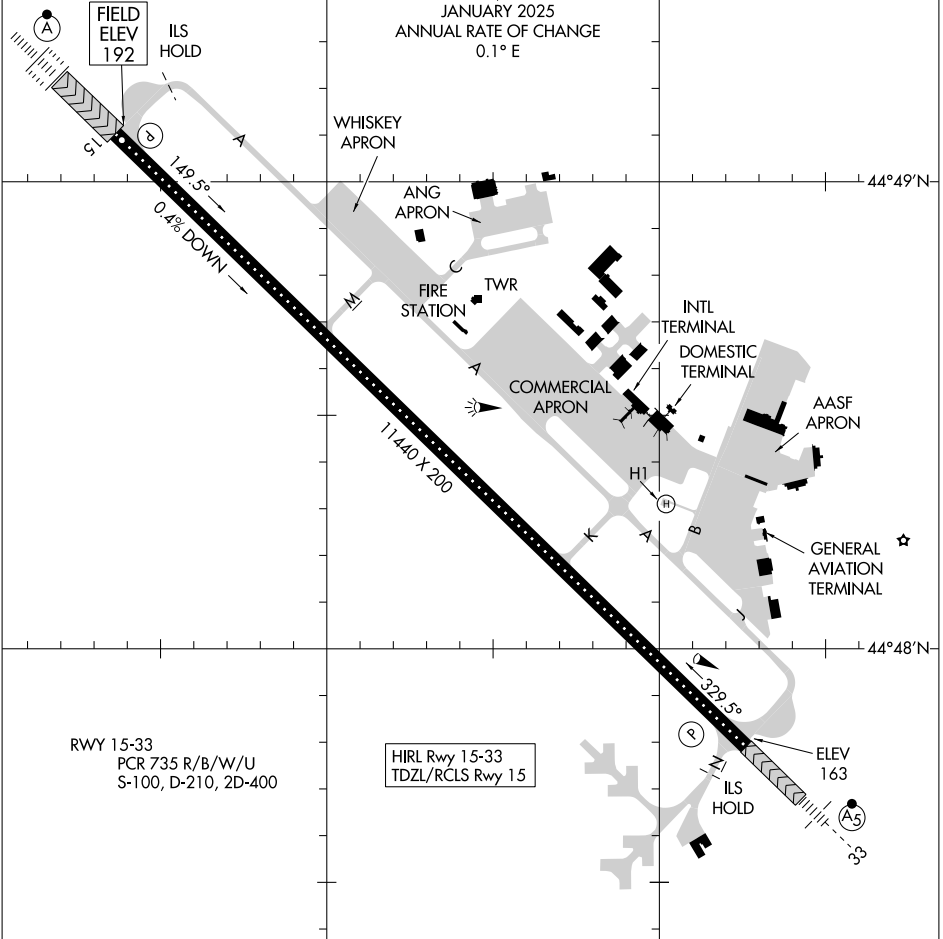 JANUARY 2025
ANNUAL RATE OF CHANGE
0.1° E
A
FIELD
ELEV
192
ILS
HOLD
15
P
A
149.5°
0.4% DOWN
WHISKEY
APRON
ANG
APRON
44°49'N
C
M
FIRE
STATION
TWR
INTL
TERMINAL
DOMESTIC
TERMINAL
A
COMMERCIAL
APRON
AASF
APRON
11440 X 200
H1
H
K
A
B
GENERAL
AVIATION
TERMINAL
J
44°48'N
329.5°
P
N
ILS
HOLD
ELEV
163
A5
33
RWY 15-33
PCR 735 R/B/W/U
S-100, D-210, 2D-400
HIRL Rwy 15-33
TDZL/RCLS Rwy 15